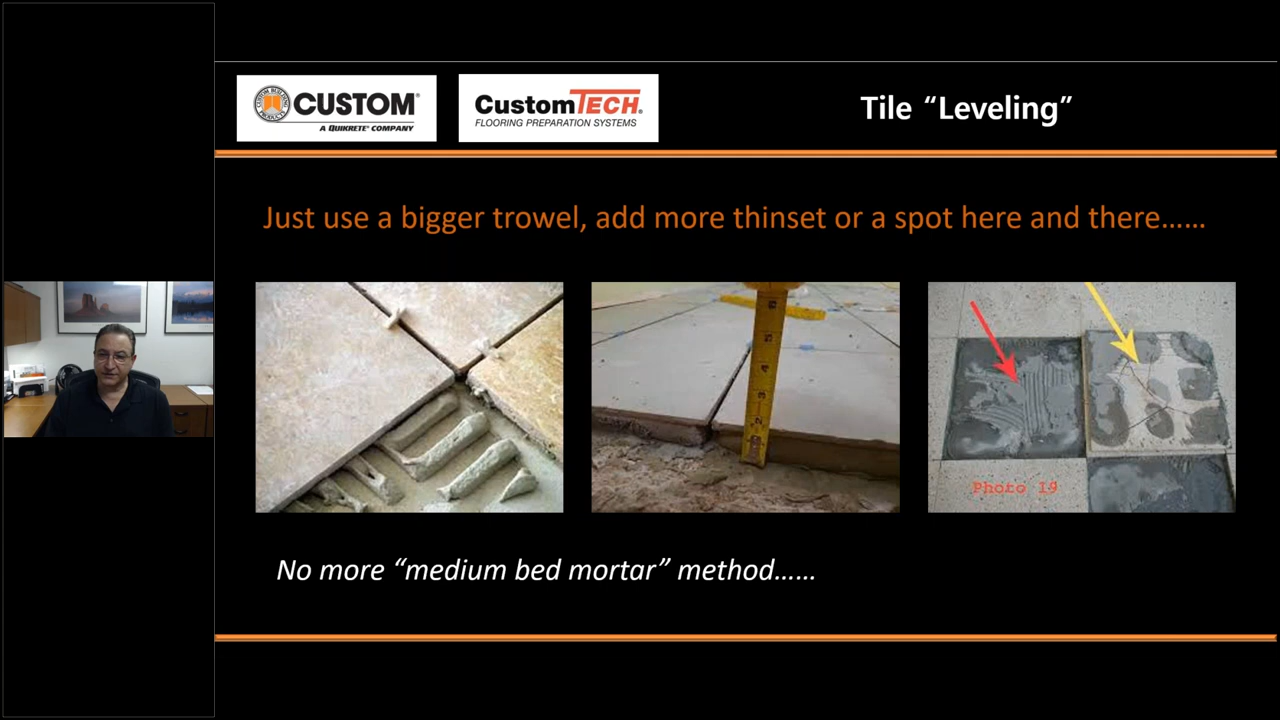 CUSTOM®
A QUIKRETE® COMPANY
CustomTECH®
FLOORING PREPARATION SYSTEMS
Tile “Leveling”
Just use a bigger trowel, add more thinset or a spot here and there……
Photo 19
No more “medium bed mortar” method……